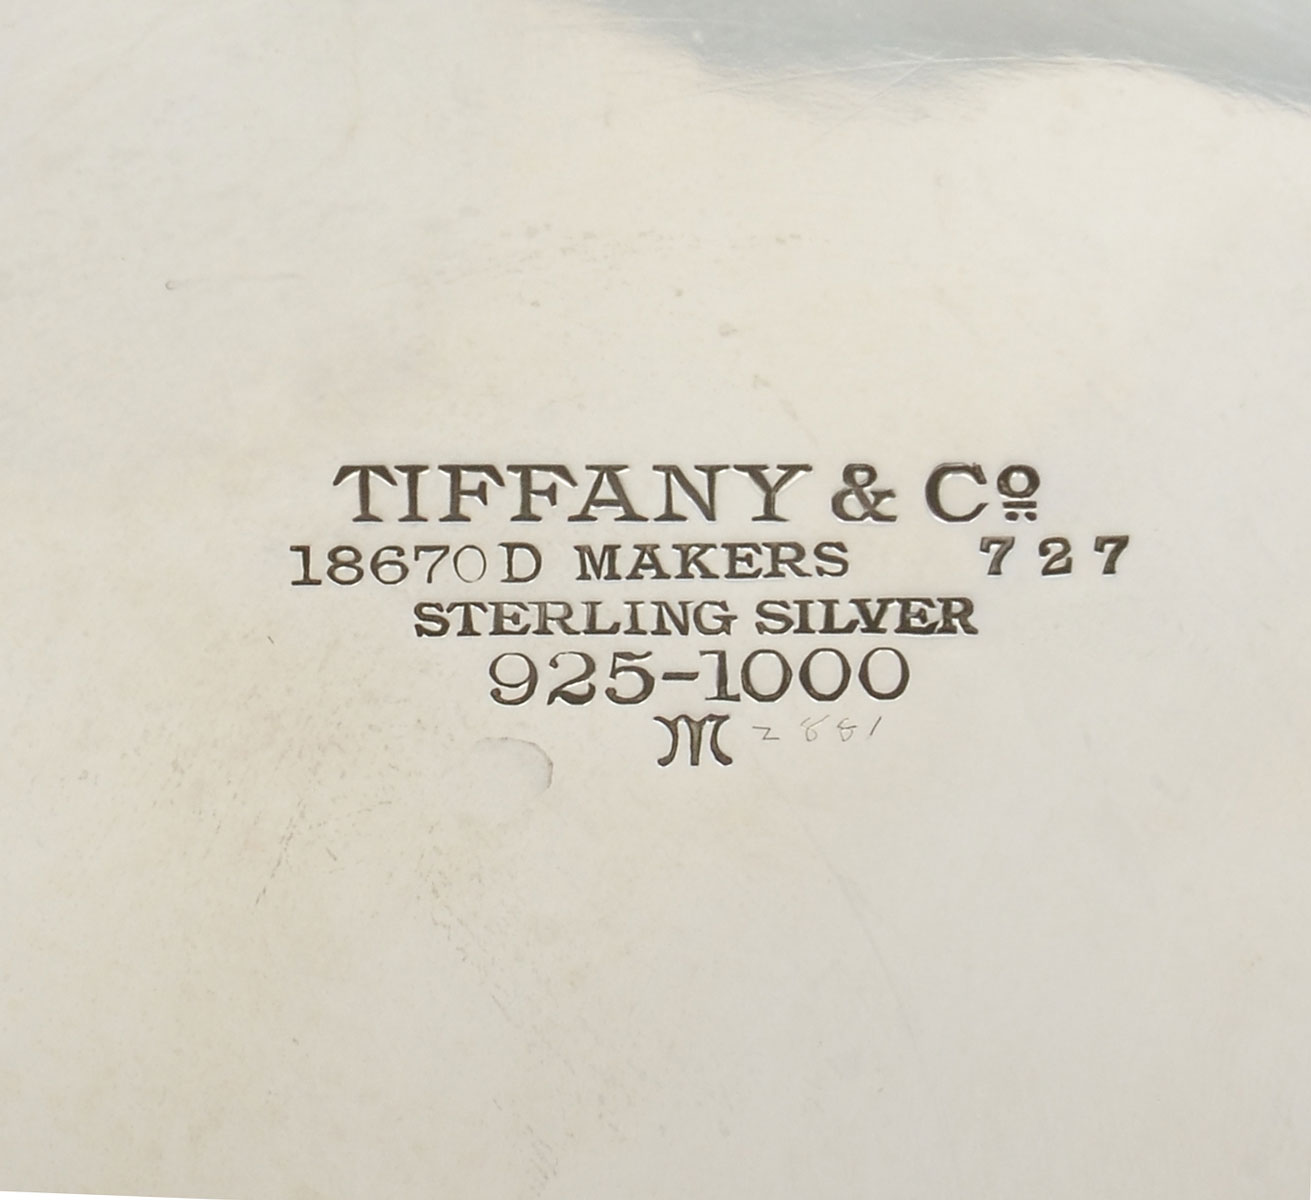 TIFFANY & Cº
18670D MAKERS 727
STERLING SILVER
925-1000
M 2881